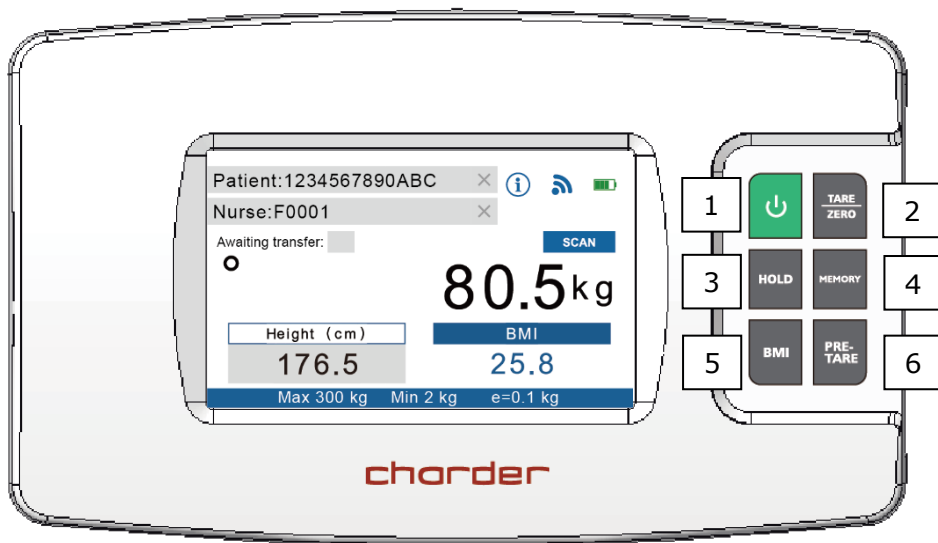 Patient:1234567890ABC ×
Nurse:F0001 ×
Awaiting transfer:
SCAN
80.5kg
Height (cm)
BMI
176.5
25.8
Max 300 kg Min 2 kg e=0.1 kg
charder
1
TARE
ZERO
2
3
HOLD
MEMORY
4
5
BMI
PRE-
TARE
6